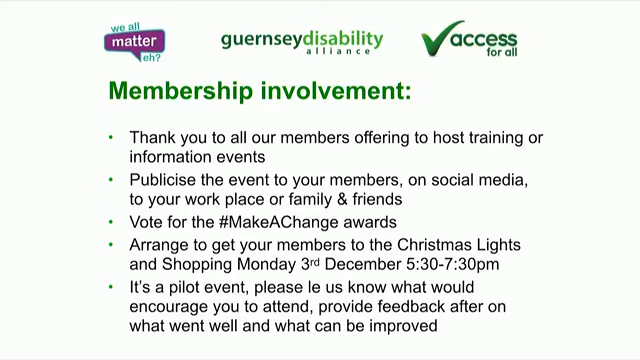 we all
matter
eh?
guernseydisability
alliance
access
for all
Membership involvement:
• Thank you to all our members offering to host training or
information events
• Publicise the event to your members, on social media,
to your work place or family & friends
• Vote for the #MakeAChange awards
• Arrange to get your members to the Christmas Lights
and Shopping Monday 3rd December 5:30-7:30pm
• It's a pilot event, please le us know what would
encourage you to attend, provide feedback after on
what went well and what can be improved